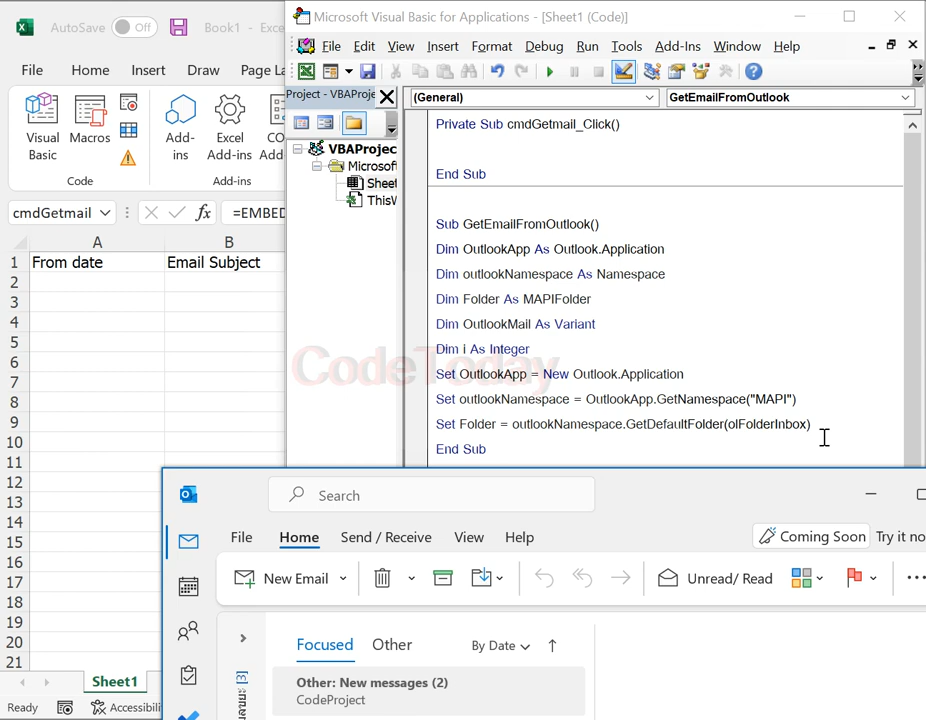 AutoSave Off Book1 - Exce
File Home Insert Draw Page La
Visual Basic
Macros
Code
Add-ins
Excel Add-ins
CO Add
Add-ins
cmdGetmail fx =EMBED
A B
1 From date Email Subject
2
3
4
5
6
7
8
9
10
11
12
13
14
15
16
17
18
19
20
21
Sheet1
Ready Accessibili
Microsoft Visual Basic for Applications - [Sheet1 (Code)]
File Edit View Insert Format Debug Run Tools Add-Ins Window Help
Project - VBAProje
VBAProjec
Microsof
Sheet
ThisW
(General) GetEmailFromOutlook
Private Sub cmdGetmail_Click()
End Sub
Sub GetEmailFromOutlook()
Dim OutlookApp As Outlook.Application
Dim outlookNamespace As Namespace
Dim Folder As MAPIFolder
Dim OutlookMail As Variant
Dim i As Integer
Set OutlookApp = New Outlook.Application
Set outlookNamespace = OutlookApp.GetNamespace("MAPI")
Set Folder = outlookNamespace.GetDefaultFolder(olFolderInbox)
End Sub
CodeToday
Search
File Home Send / Receive View Help
Coming Soon Try it no
New Email Unread/ Read
Focused Other By Date
Other: New messages (2)
CodeProject
[3]